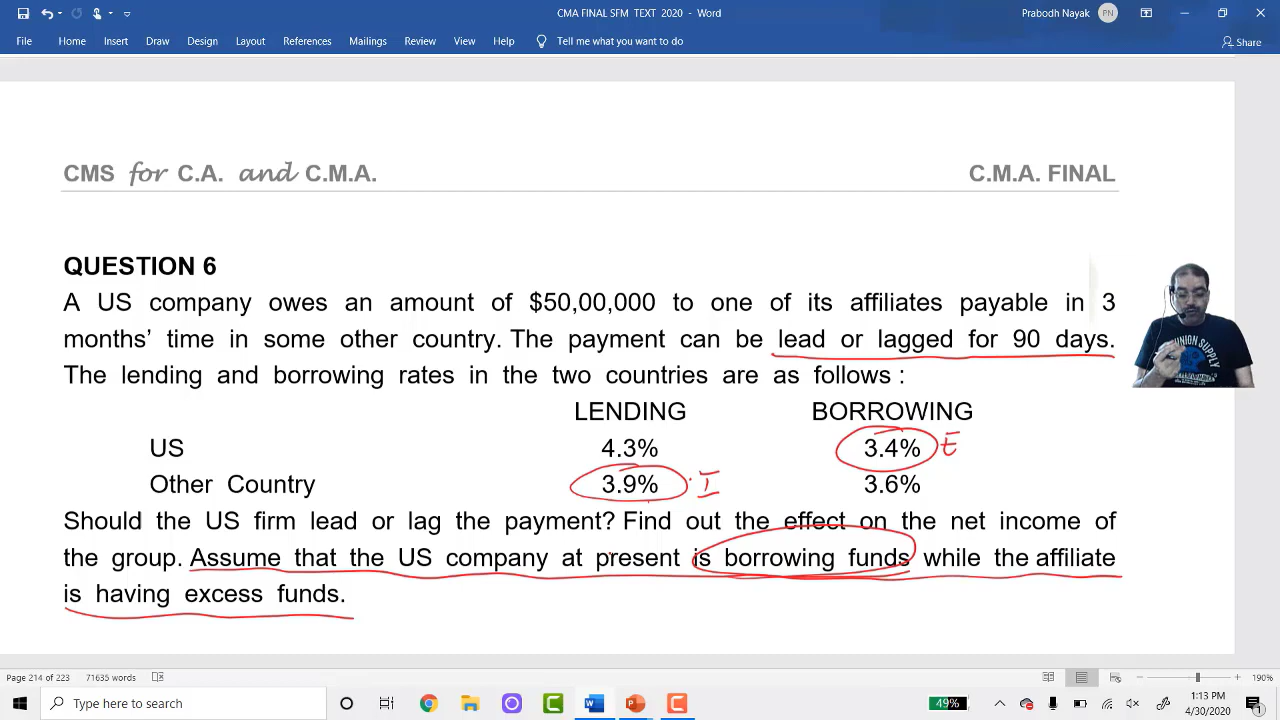 CMA FINAL SFM TEXT 2020 - Word
Prabodh Nayak PN
File Home Insert Draw Design Layout References Mailings Review View Help Tell me what you want to do Share
CMS for C.A. and C.M.A. C.M.A. FINAL
QUESTION 6
A US company owes an amount of $50,00,000 to one of its affiliates payable in 3
months' time in some other country. The payment can be lead or lagged for 90 days.
The lending and borrowing rates in the two countries are as follows :
LENDING BORROWING
US 4.3% 3.4% E
Other Country 3.9% I 3.6%
Should the US firm lead or lag the payment? Find out the effect on the net income of
the group. Assume that the US company at present is borrowing funds while the affiliate
is having excess funds.
UNION SUPPLY
Page 214 of 223 71635 words 190%
Type here to search 49% 1:13 PM
4/30/2020